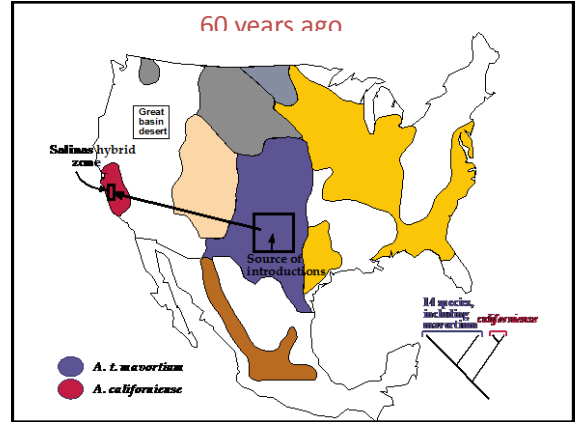 60 years ago
Great
basin
desert
Salinas hybrid
zone
Source of
introductions
14 species,
including
mavortium
californiense
A. t. mavortium
A. californiense